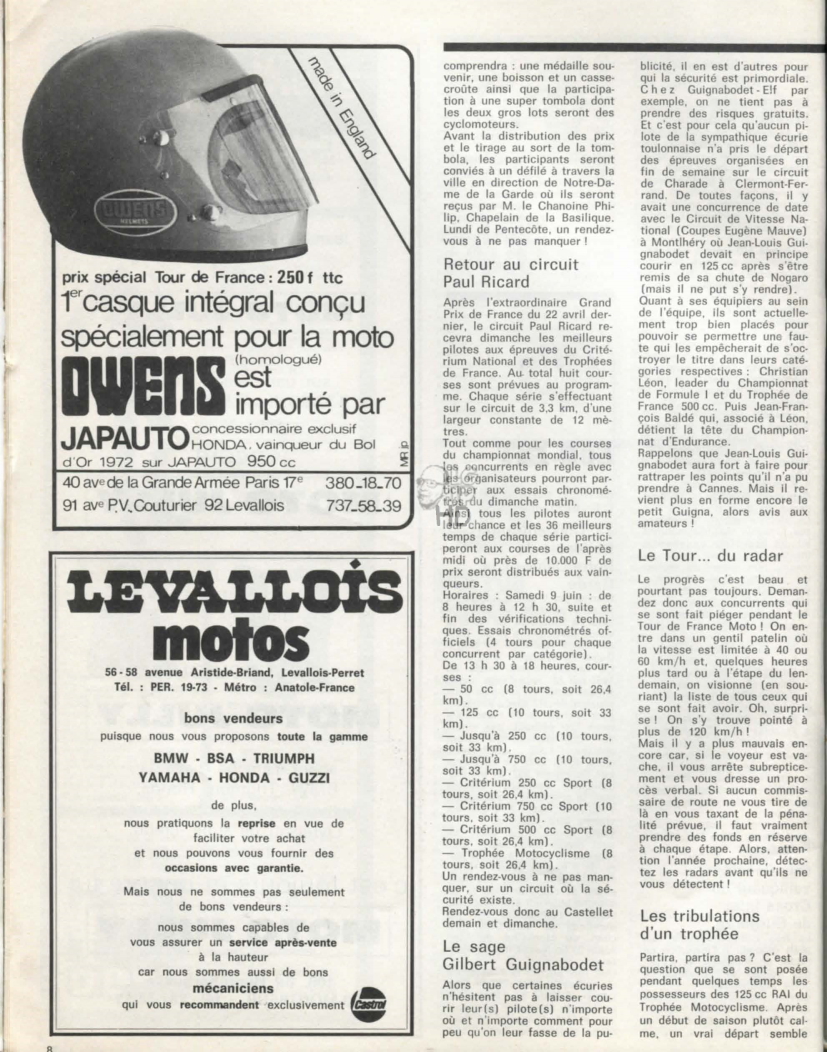 made in England
OWENS
HELMETS
prix spécial Tour de France : 250 f ttc
1er casque intégral conçu
spécialement pour la moto
OWENS (homologué)
est
importé par
JAPAUTO concessionnaire exclusif
HONDA. vainqueur du Bol
d'Or 1972 sur JAPAUTO 950 cc
MR jp
40 ave de la Grande Armée Paris 17e 380_18_70
91 ave P.V. Couturier 92 Levallois 737_58_39
LEVALLOIS
motos
56 - 58 avenue Aristide-Briand, Levallois-Perret
Tél. : PER. 19-73 - Métro : Anatole-France
bons vendeurs
puisque nous vous proposons toute la gamme
BMW - BSA - TRIUMPH
YAMAHA - HONDA - GUZZI
de plus,
nous pratiquons la reprise en vue de
faciliter votre achat
et nous pouvons vous fournir des
occasions avec garantie.
Mais nous ne sommes pas seulement
de bons vendeurs :
nous sommes capables de
vous assurer un service après-vente
à la hauteur
car nous sommes aussi de bons
mécaniciens
qui vous recommandent exclusivement Castrol
8
comprendra : une médaille sou-
venir, une boisson et un casse-
croûte ainsi que la participa-
tion à une super tombola dont
les deux gros lots seront des
cyclomoteurs.
Avant la distribution des prix
et le tirage au sort de la tom-
bola, les participants seront
conviés à un défilé à travers la
ville en direction de Notre-Da-
me de la Garde où ils seront
reçus par M. le Chanoine Phi-
lip, Chapelain de la Basilique.
Lundi de Pentecôte, un rendez-
vous à ne pas manquer !
Retour au circuit
Paul Ricard
Après l'extraordinaire Grand
Prix de France du 22 avril der-
nier, le circuit Paul Ricard re-
cevra dimanche les meilleurs
pilotes aux épreuves du Crité-
rium National et des Trophées
de France. Au total huit cour-
ses sont prévues au program-
me. Chaque série s'effectuant
sur le circuit de 3,3 km, d'une
largeur constante de 12 mè-
tres.
Tout comme pour les courses
du championnat mondial, tous
les concurrents en règle avec
les organisateurs pourront par-
ticiper aux essais chronomé-
trés du dimanche matin.
Ainsi tous les pilotes auront
leur chance et les 36 meilleurs
temps de chaque série partici-
peront aux courses de l'après
midi où près de 10.000 F de
prix seront distribués aux vain-
queurs.
Horaires : Samedi 9 juin : de
8 heures à 12 h 30, suite et
fin des vérifications techni-
ques. Essais chronométrés of-
ficiels (4 tours pour chaque
concurrent par catégorie).
De 13 h 30 à 18 heures, cour-
ses :
— 50 cc (8 tours, soit 26,4
km).
— 125 cc (10 tours, soit 33
km).
— Jusqu'à 250 cc (10 tours,
soit 33 km).
— Jusqu'à 750 cc (10 tours,
soit 33 km).
— Critérium 250 cc Sport (8
tours, soit 26,4 km).
— Critérium 750 cc Sport (10
tours, soit 33 km).
— Critérium 500 cc Sport (8
tours, soit 26,4 km).
— Trophée Motocyclisme (8
tours, soit 26,4 km).
Un rendez-vous à ne pas man-
quer, sur un circuit où la sé-
curité existe.
Rendez-vous donc au Castellet
demain et dimanche.
Le sage
Gilbert Guignabodet
Alors que certaines écuries
n'hésitent pas à laisser cou-
rir leur(s) pilote(s) n'importe
où et n'importe comment pour
peu qu'on leur fasse de la pu-
blicité, il en est d'autres pour
qui la sécurité est primordiale.
Chez Guignabodet - Elf par
exemple, on ne tient pas à
prendre des risques gratuits.
Et c'est pour cela qu'aucun pi-
lote de la sympathique écurie
toulonnaise n'a pris le départ
des épreuves organisées en
fin de semaine sur le circuit
de Charade à Clermont-Fer-
rand. De toutes façons, il y
avait une concurrence de date
avec le Circuit de Vitesse Na-
tional (Coupes Eugène Mauve)
à Montlhéry où Jean-Louis Gui-
gnabodet devait en principe
courir en 125 cc après s'être
remis de sa chute de Nogaro
(mais il ne put s'y rendre).
Quant à ses équipiers au sein
de l'équipe, ils sont actuelle-
ment trop bien placés pour
pouvoir se permettre une fau-
te qui les empêcherait de s'oc-
troyer le titre dans leurs caté-
gories respectives : Christian
Léon, leader du Championnat
de Formule I et du Trophée de
France 500 cc. Puis Jean-Fran-
çois Baldé qui, associé à Léon,
détient la tête du Champion-
nat d'Endurance.
Rappelons que Jean-Louis Gui-
gnabodet aura fort à faire pour
rattraper les points qu'il n'a pu
prendre à Cannes. Mais il re-
vient plus en forme encore le
petit Guigna, alors avis aux
amateurs !
Le Tour... du radar
Le progrès c'est beau et
pourtant pas toujours. Deman-
dez donc aux concurrents qui
se sont fait piéger pendant le
Tour de France Moto ! On en-
tre dans un gentil patelin où
la vitesse est limitée à 40 ou
60 km/h et, quelques heures
plus tard ou à l'étape du len-
demain, on visionne (en sou-
riant) la liste de tous ceux qui
se sont fait avoir. Oh, surpri-
se ! On s'y trouve pointé à
plus de 120 km/h !
Mais il y a plus mauvais en-
core car, si le voyeur est va-
che, il vous arrête subreptice-
ment et vous dresse un pro-
cès verbal. Si aucun commis-
saire de route ne vous tire de
là en vous taxant de la péna-
lité prévue, il faut vraiment
prendre des fonds en réserve
à chaque étape. Alors, atten-
tion l'année prochaine, détec-
tez les radars avant qu'ils ne
vous détectent !
Les tribulations
d'un trophée
Partira, partira pas ? C'est la
question que se sont posée
pendant quelques temps les
possesseurs des 125 cc RAI du
Trophée Motocyclisme. Après
un début de saison plutôt cal-
me, un vrai départ semble